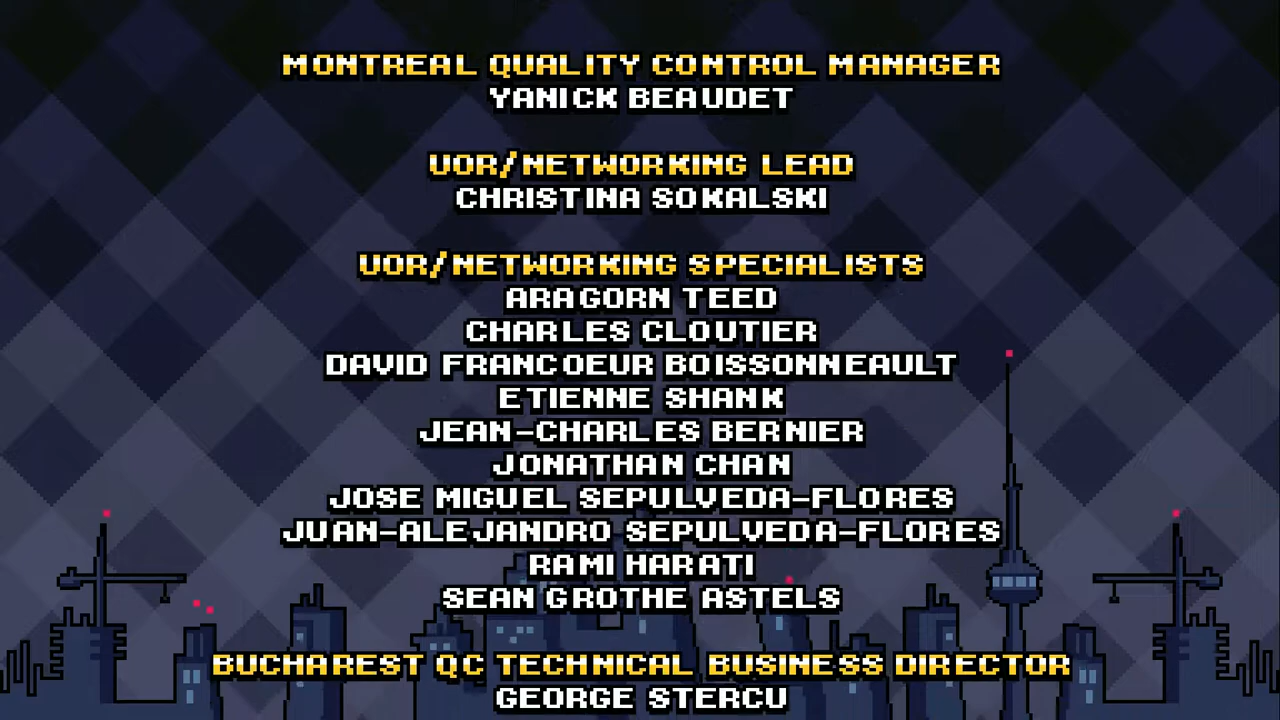 MONTREAL QUALITY CONTROL MANAGER
YANICK BEAUDET
VOR/NETWORKING LEAD
CHRISTINA SOKALSKI
VOR/NETWORKING SPECIALISTS
ARAGORN TEED
CHARLES CLOUTIER
DAVID FRANCOEUR BOISSONNEAULT
ETIENNE SHANK
JEAN-CHARLES BERNIER
JONATHAN CHAN
JOSE MIGUEL SEPULVEDA-FLORES
JUAN-ALEJANDRO SEPULVEDA-FLORES
RAMI HARATI
SEAN GROTHE ASTELS
BUCHAREST QC TECHNICAL BUSINESS DIRECTOR
GEORGE STERCU